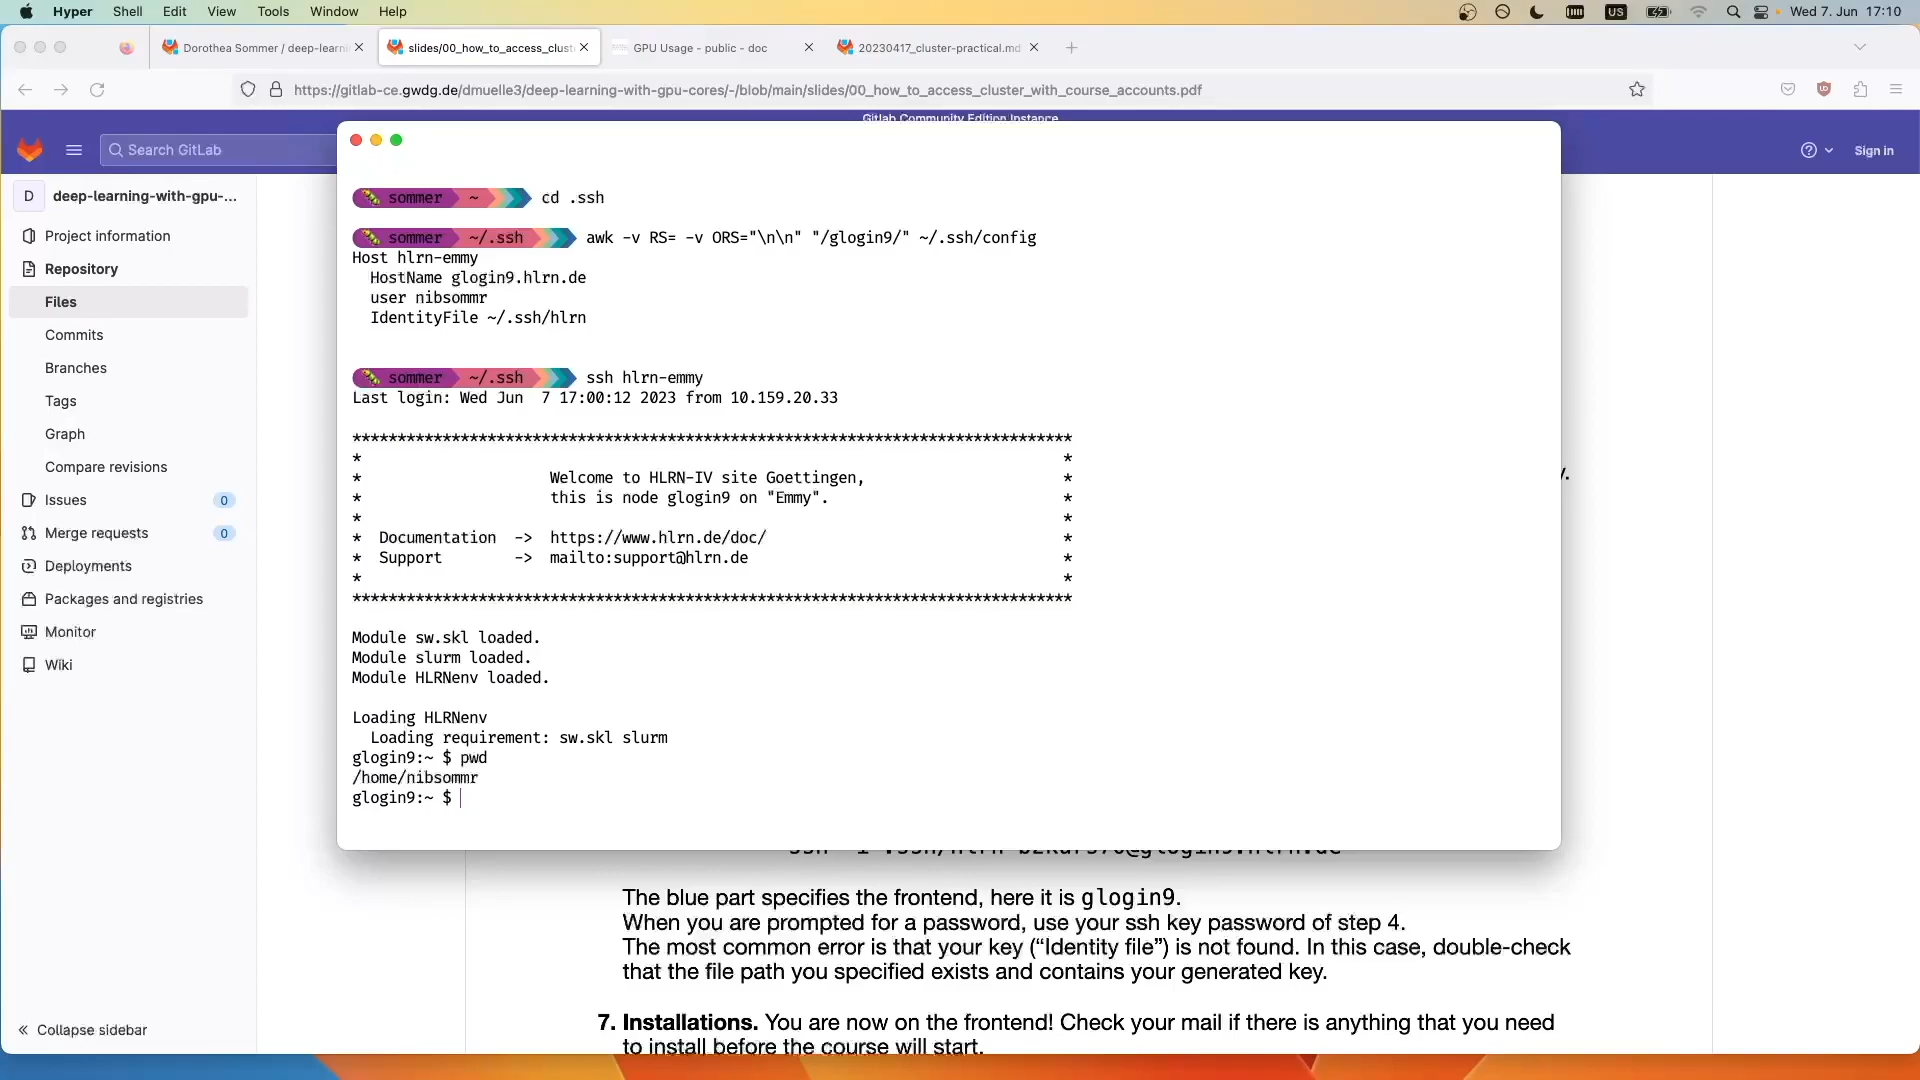 Hyper Shell Edit View Tools Window Help
US
Wed 7. Jun 17:10
Dorothea Sommer / deep-learni
slides/00_how_to_access_clust
GPU Usage - public - doc
20230417_cluster-practical.md
https://gitlab-ce.gwdg.de/dmuelle3/deep-learning-with-gpu-cores/-/blob/main/slides/00_how_to_access_cluster_with_course_accounts.pdf
Gitlab Community Edition Instance
Search GitLab
Sign in
D deep-learning-with-gpu-...
Project information
Repository
Files
Commits
Branches
Tags
Graph
Compare revisions
Issues 0
Merge requests 0
Deployments
Packages and registries
Monitor
Wiki
Collapse sidebar
sommer ~ cd .ssh
sommer ~/.ssh awk -v RS= -v ORS="\n\n" "/glogin9/" ~/.ssh/config
Host hlrn-emmy
HostName glogin9.hlrn.de
user nibsommr
IdentityFile ~/.ssh/hlrn
sommer ~/.ssh ssh hlrn-emmy
Last login: Wed Jun  7 17:00:12 2023 from 10.159.20.33
********************************************************************************
* *
* Welcome to HLRN-IV site Goettingen, *
* this is node glogin9 on "Emmy". *
* *
* Documentation -> https://www.hlrn.de/doc/ *
* Support -> mailto:support@hlrn.de *
* *
********************************************************************************
Module sw.skl loaded.
Module slurm loaded.
Module HLRNenv loaded.
Loading HLRNenv
Loading requirement: sw.skl slurm
glogin9:~ $ pwd
/home/nibsommr
glogin9:~ $
The blue part specifies the frontend, here it is glogin9.
When you are prompted for a password, use your ssh key password of step 4.
The most common error is that your key (“Identity file”) is not found. In this case, double-check
that the file path you specified exists and contains your generated key.
7. Installations. You are now on the frontend! Check your mail if there is anything that you need
to install before the course will start.